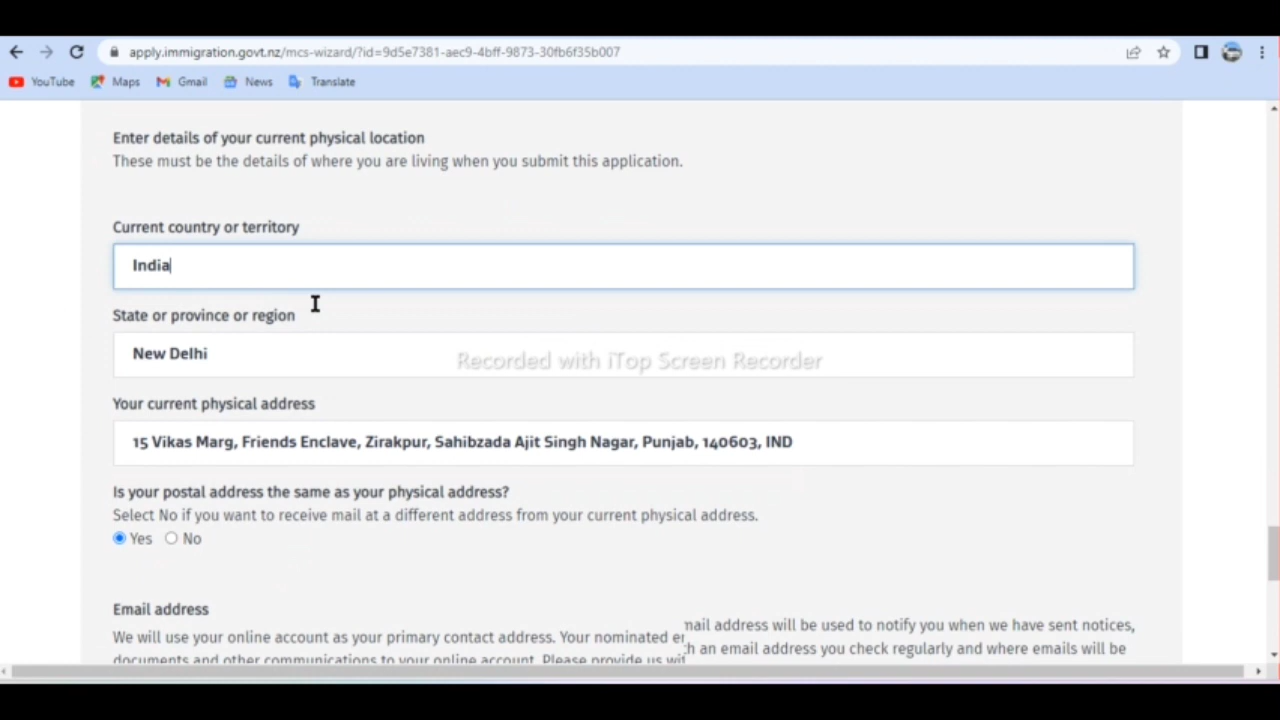 apply.immigration.govt.nz/mcs-wizard/?id=9d5e7381-aec9-4bff-9873-30fb6f35b007
YouTube Maps Gmail News Translate
Enter details of your current physical location
These must be the details of where you are living when you submit this application.
Current country or territory
India
State or province or region
New Delhi
Recorded with iTop Screen Recorder
Your current physical address
15 Vikas Marg, Friends Enclave, Zirakpur, Sahibzada Ajit Singh Nagar, Punjab, 140603, IND
Is your postal address the same as your physical address?
Select No if you want to receive mail at a different address from your current physical address.
Yes No
Email address
We will use your online account as your primary contact address. Your nominated email address will be used to notify you when we have sent notices,
documents and other communications to your online account. Please provide us with an email address you check regularly and where emails will be